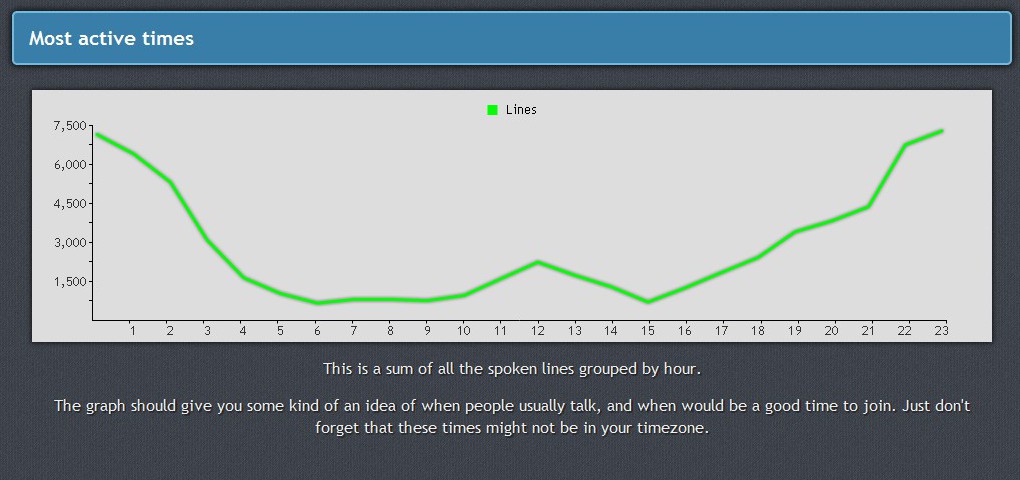 Most active times
Lines
7,500
6,000
4,500
3,000
1,500
1 2 3 4 5 6 7 8 9 10 11 12 13 14 15 16 17 18 19 20 21 22 23
This is a sum of all the spoken lines grouped by hour.
The graph should give you some kind of an idea of when people usually talk, and when would be a good time to join. Just don't
forget that these times might not be in your timezone.